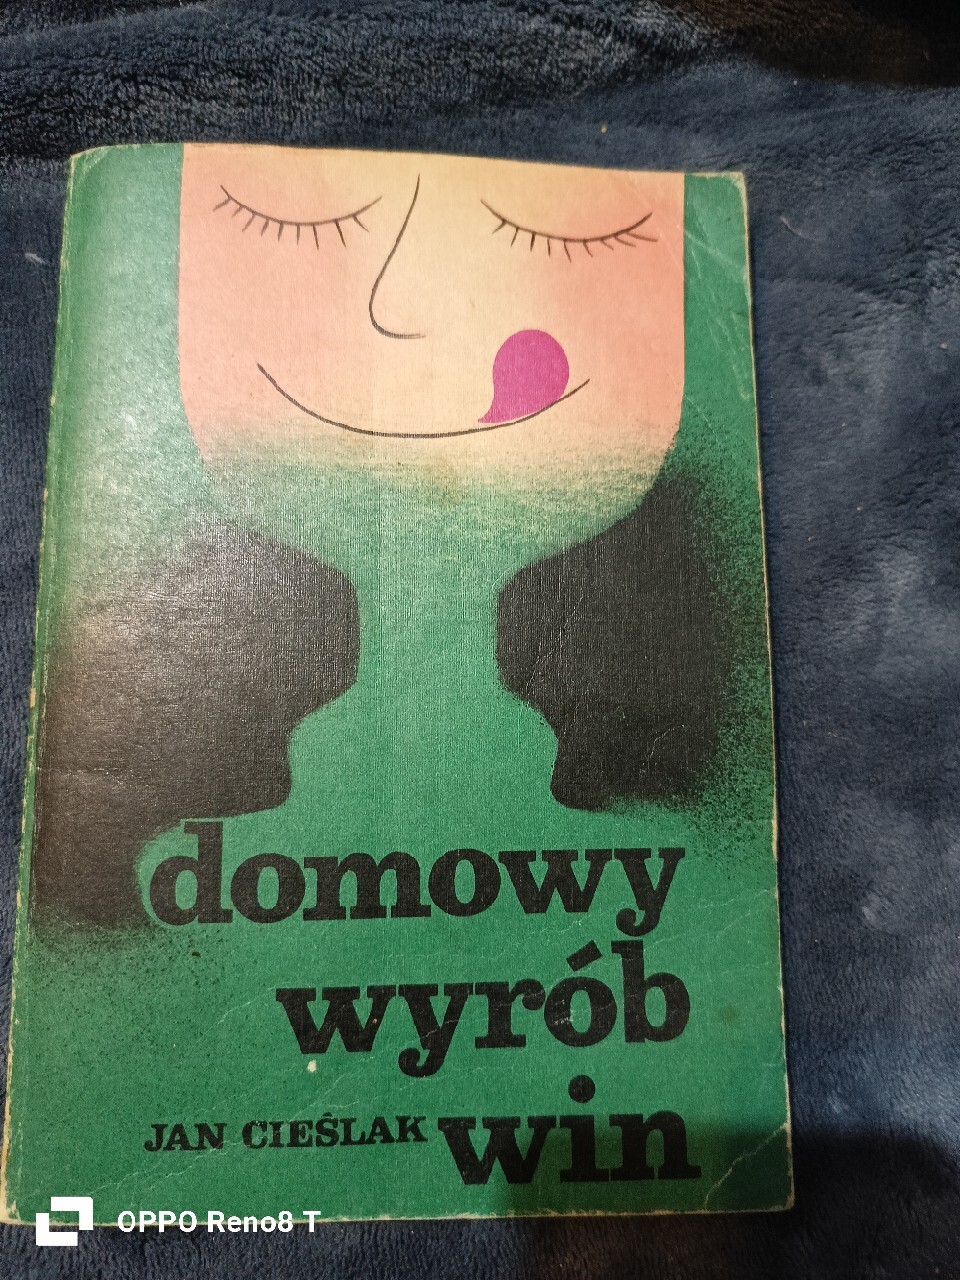 domowy
wyrób
win
JAN CIEŚLAK
OPPO Reno8 T